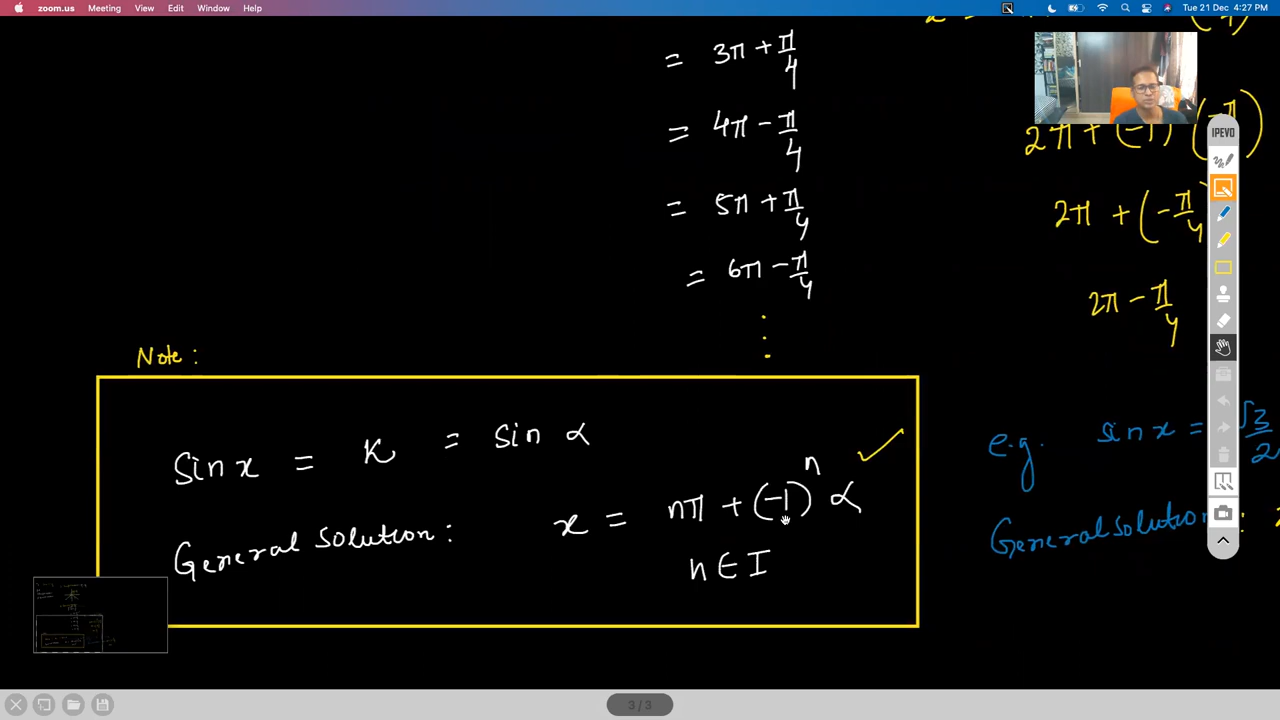 zoom.us Meeting View Edit Window Help Tue 21 Dec 4:27 PM
= 3π + π/4
= 4π - π/4
= 5π + π/4
= 6π - π/4
⋮
2π + (-1) (π
2π + (-π/4
2π - π/4
IPEVO
Note :
Sin x = K = sin α
General Solution : x = nπ + (-1)^n α
n ∈ I
e.g. sin x = √3/2
General Solution :
3 / 3